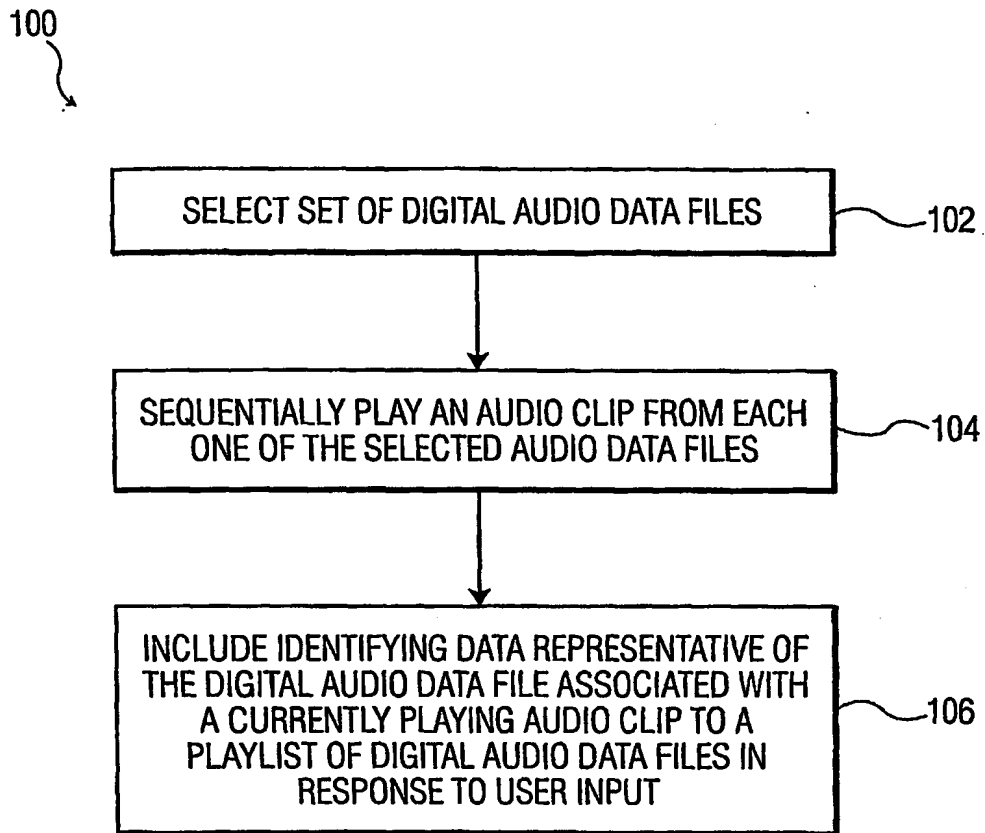 100
SELECT SET OF DIGITAL AUDIO DATA FILES
102
SEQUENTIALLY PLAY AN AUDIO CLIP FROM EACH
ONE OF THE SELECTED AUDIO DATA FILES
104
INCLUDE IDENTIFYING DATA REPRESENTATIVE OF
THE DIGITAL AUDIO DATA FILE ASSOCIATED WITH
A CURRENTLY PLAYING AUDIO CLIP TO A
PLAYLIST OF DIGITAL AUDIO DATA FILES IN
RESPONSE TO USER INPUT
106